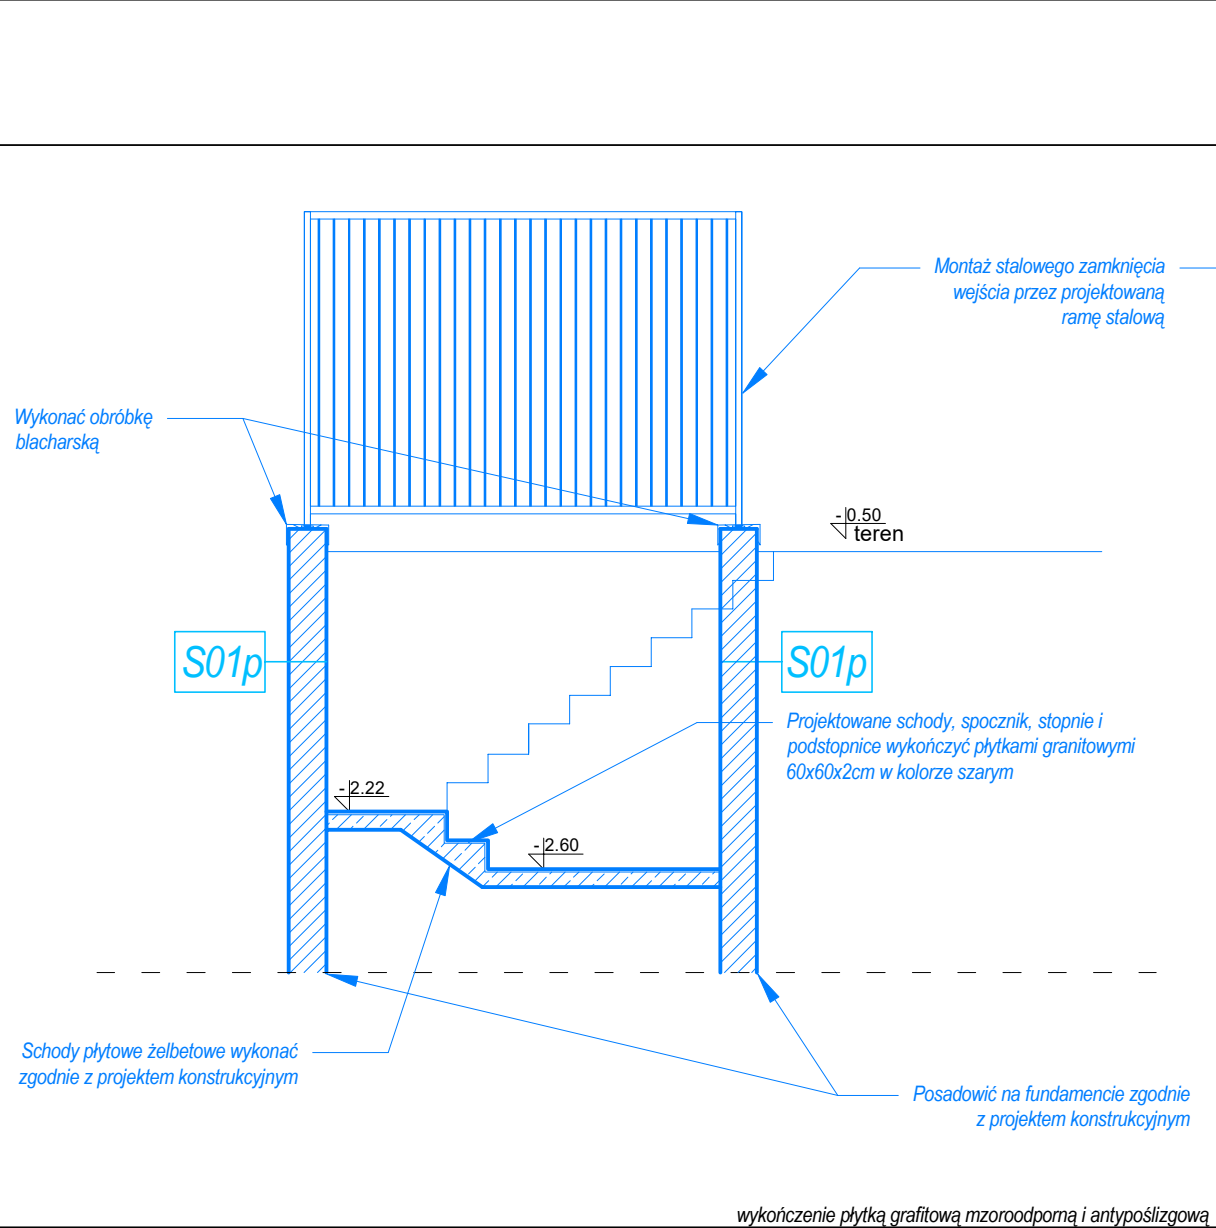 Montaż stalowego zamknięcia
wejścia przez projektowaną
ramę stalową
Wykonać obróbkę
blacharską
-0.50
teren
S01p
S01p
Projektowane schody, spocznik, stopnie i
podstopnice wykończyć płytkami granitowymi
60x60x2cm w kolorze szarym
-2.22
-2.60
Schody płytowe żelbetowe wykonać
zgodnie z projektem konstrukcyjnym
Posadowić na fundamencie zgodnie
z projektem konstrukcyjnym
wykończenie płytką grafitową mzoroodporną i antypoślizgową